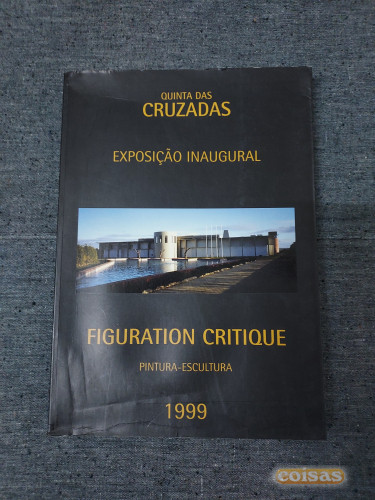 QUINTA DAS
CRUZADAS
EXPOSIÇÃO INAUGURAL
FIGURATION CRITIQUE
PINTURA-ESCULTURA
1999
coisas